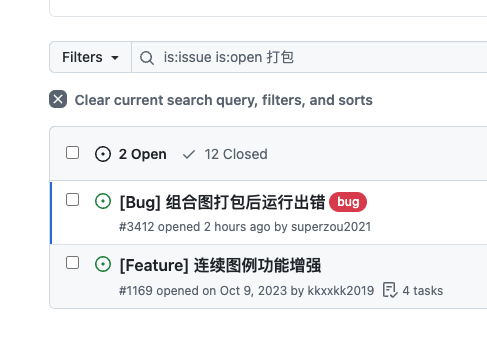 Filters is:issue is:open 打包
Clear current search query, filters, and sorts
2 Open 12 Closed
[Bug] 组合图打包后运行出错 bug
#3412 opened 2 hours ago by superzou2021
[Feature] 连续图例功能增强
#1169 opened on Oct 9, 2023 by kkxxkk2019 4 tasks